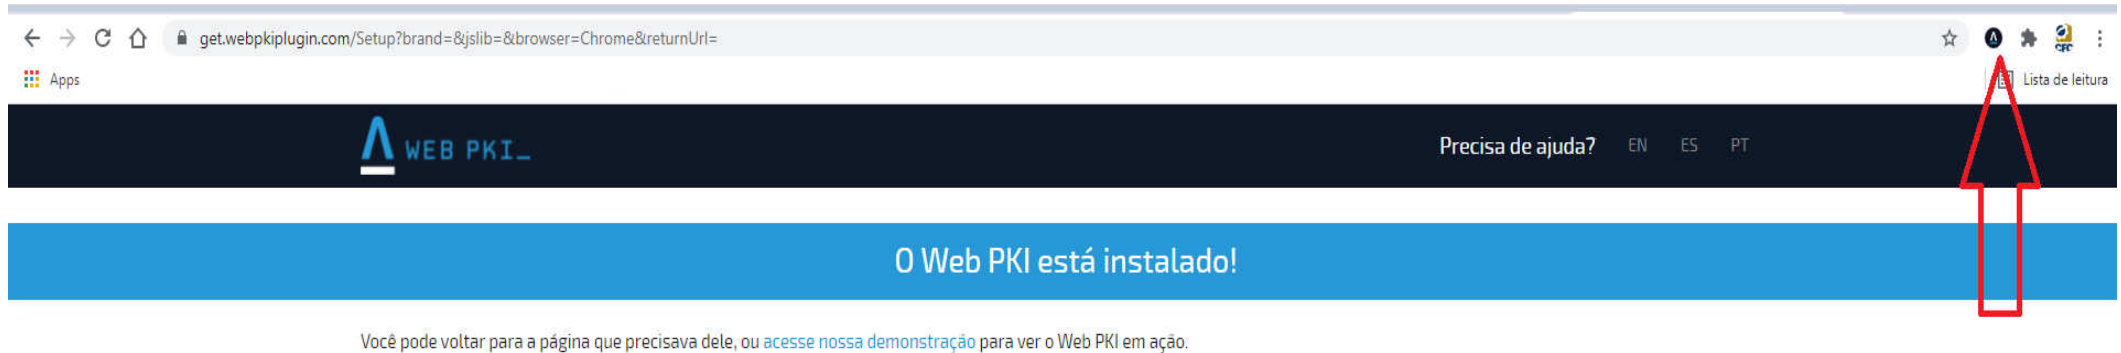 get.webpkiplugin.com/Setup?brand=&jslib=&browser=Chrome&returnUrl=
CFC
Apps
Lista de leitura
WEB PKI_
Precisa de ajuda? EN ES PT
O Web PKI está instalado!
Você pode voltar para a página que precisava dele, ou acesse nossa demonstração para ver o Web PKI em ação.